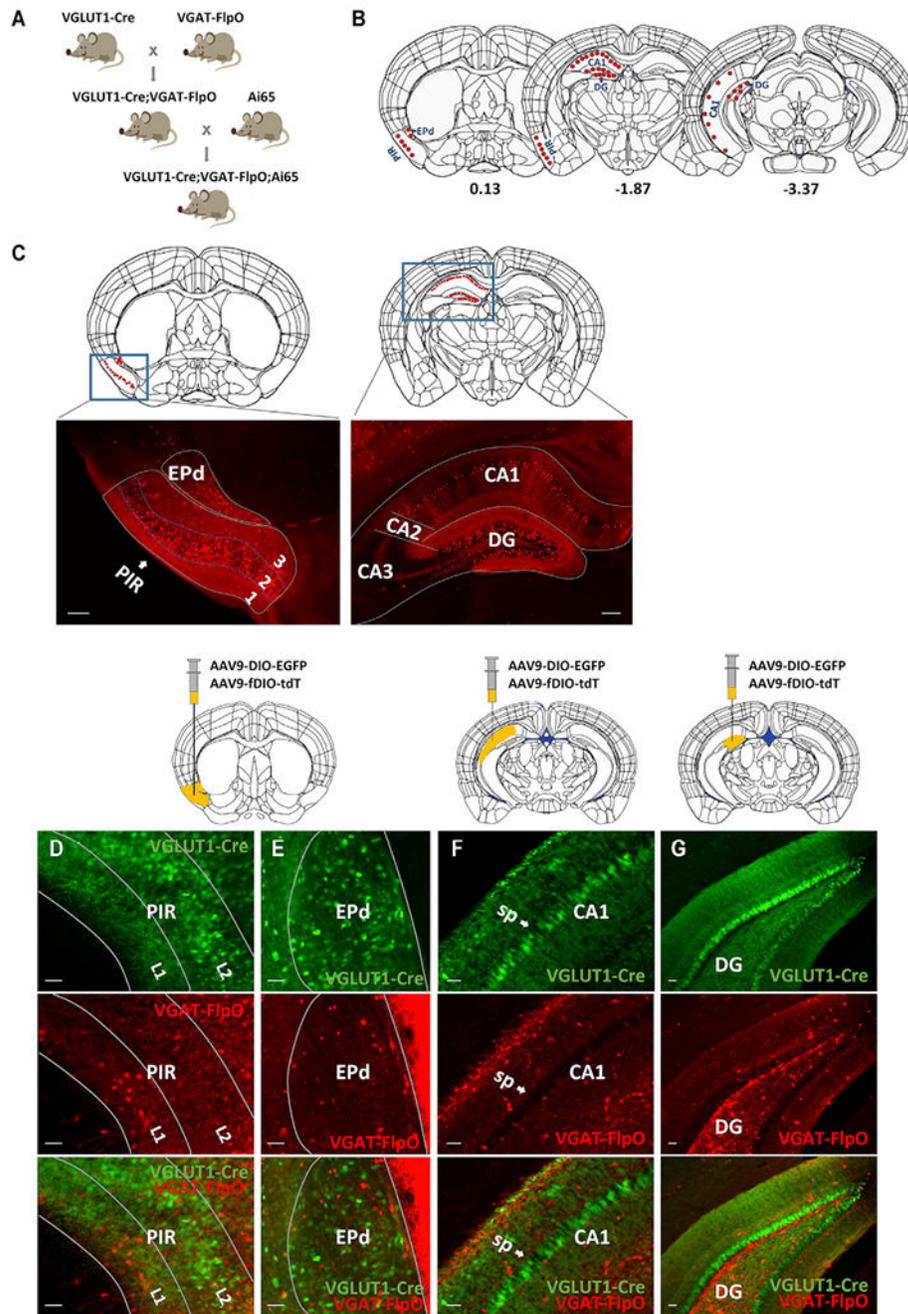 A
VGLUT1-Cre
VGAT-FlpO
x
VGLUT1-Cre;VGAT-FlpO
Ai65
x
VGLUT1-Cre;VGAT-FlpO;Ai65
B
EPd
PIR
CA1
DG
PIR
CA1
DG
0.13
-1.87
-3.37
C
EPd
PIR
3
2
1
CA1
CA2
DG
CA3
AAV9-DIO-EGFP
AAV9-fDIO-tdT
AAV9-DIO-EGFP
AAV9-fDIO-tdT
AAV9-DIO-EGFP
AAV9-fDIO-tdT
D
VGLUT1-Cre
PIR
L1
L2
E
EPd
VGLUT1-Cre
F
sp
CA1
VGLUT1-Cre
G
DG
VGLUT1-Cre
VGAT-FlpO
PIR
L1
L2
EPd
VGAT-FlpO
sp
CA1
VGAT-FlpO
DG
VGAT-FlpO
VGLUT1-Cre
VGAT-FlpO
PIR
L1
L2
EPd
VGLUT1-Cre
VGAT-FlpO
sp
CA1
VGLUT1-Cre
VGAT-FlpO
DG
VGLUT1-Cre
VGAT-FlpO